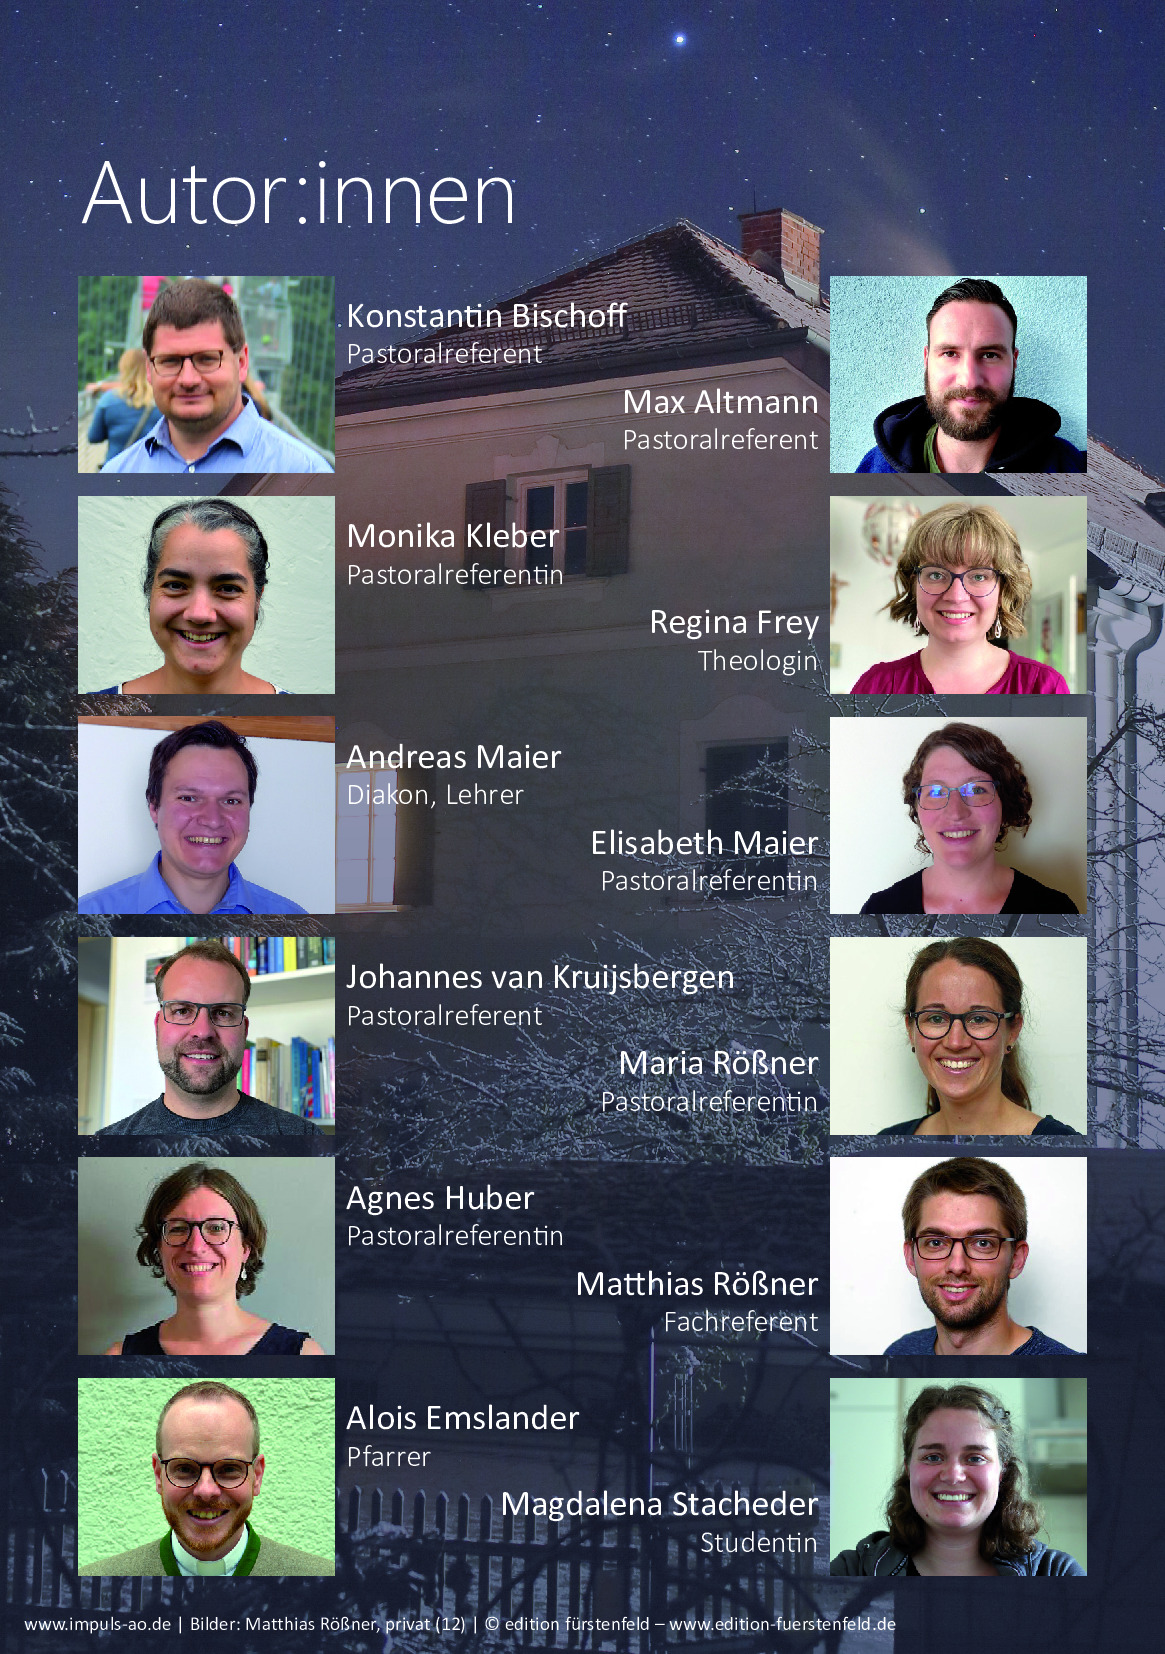 Autor:innen
Konstantin Bischoff
Pastoralreferent
Max Altmann
Pastoralreferent
Monika Kleber
Pastoralreferentin
Regina Frey
Theologin
Andreas Maier
Diakon, Lehrer
Elisabeth Maier
Pastoralreferentin
Johannes van Kruijsbergen
Pastoralreferent
Maria Rößner
Pastoralreferentin
Agnes Huber
Pastoralreferentin
Matthias Rößner
Fachreferent
Alois Emslander
Pfarrer
Magdalena Stacheder
Studentin
www.impuls-ao.de | Bilder: Matthias Rößner, privat (12) | © edition fürstenfeld – www.edition-fuerstenfeld.de